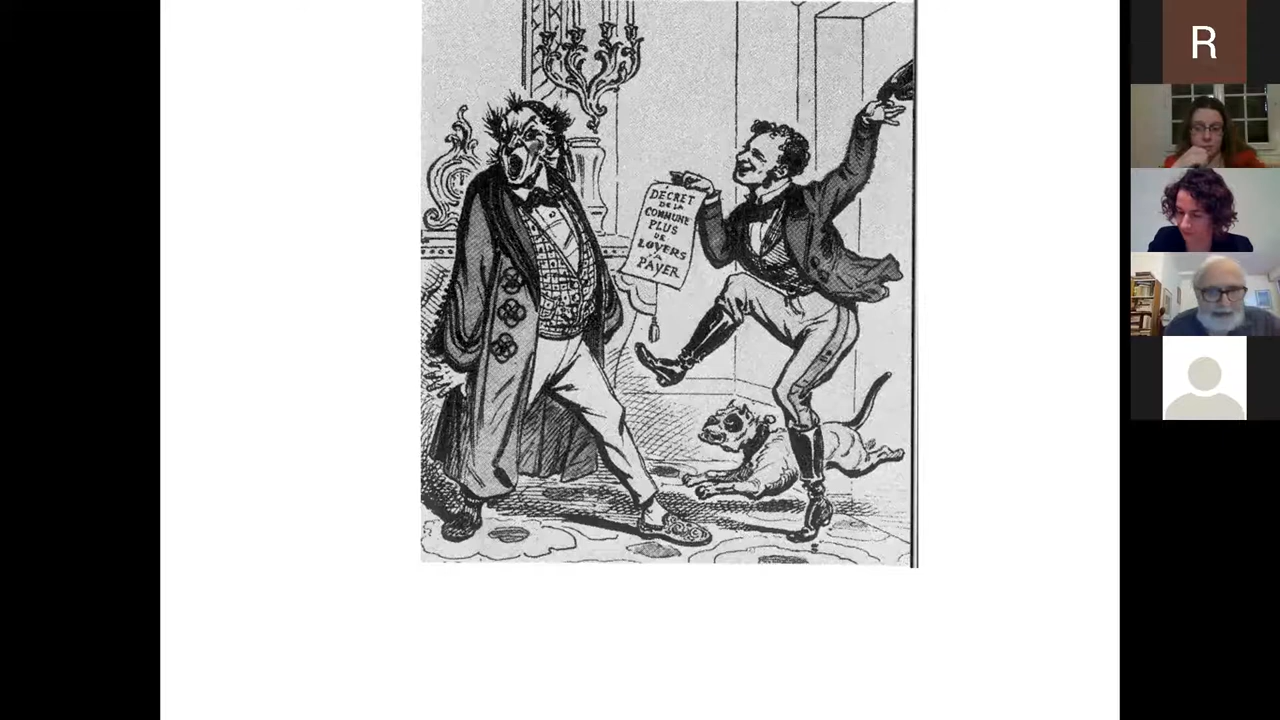 DÉCRET
DE LA
COMMUNE
PLUS
DE
LOYERS
A
PAYER
R